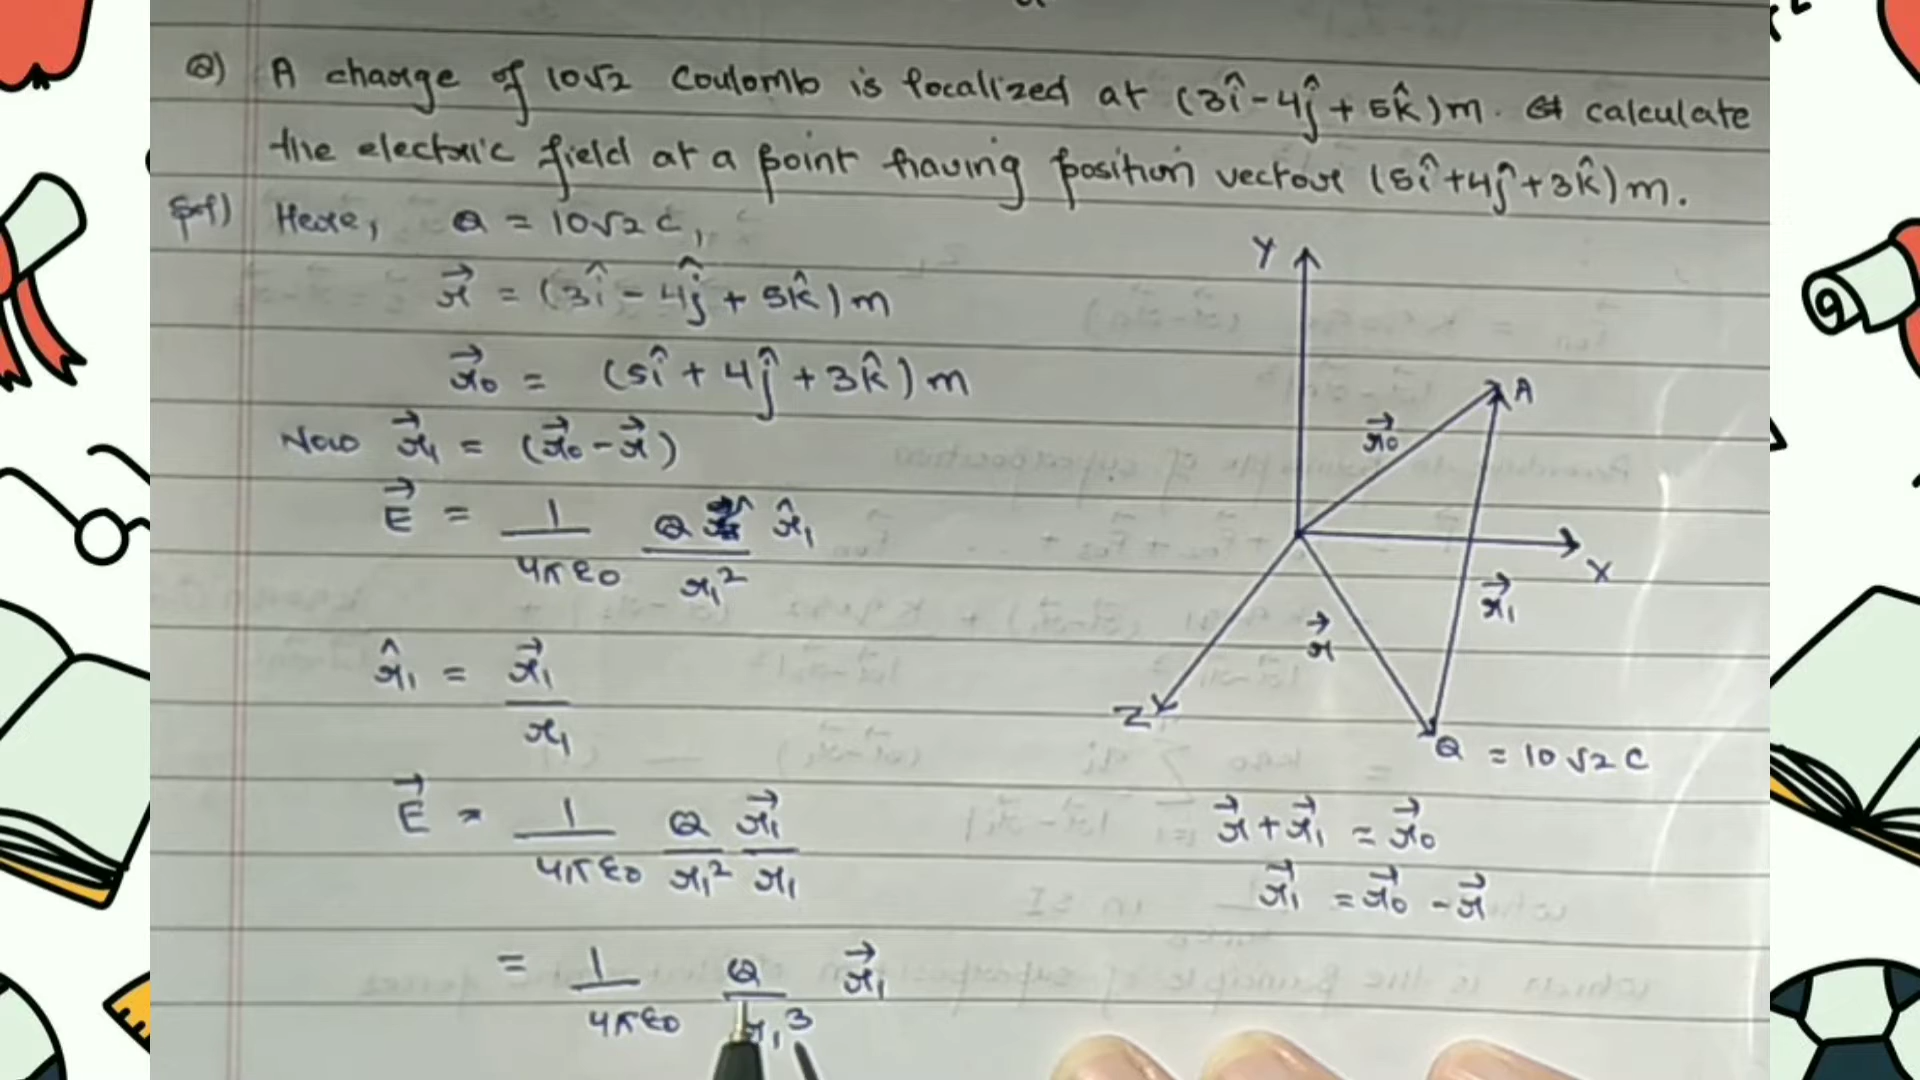 Q) A charge of 10√2 Coulomb is localized at (3î-4ĵ+5k̂)m. calculate
the electric field at a point having position vector (5î+4ĵ+3k̂)m.
Here, Q = 10√2 C,
r⃗ = (3î - 4ĵ + 5k̂)m
r⃗₀ = (5î + 4ĵ + 3k̂)m
Now r⃗₁ = (r⃗₀ - r⃗)
E⃗ = 1/4πε₀ Q/r₁² r̂₁
r̂₁ = r⃗₁/r₁
E⃗ = 1/4πε₀ Q/r₁² r⃗₁/r₁
= 1/4πε₀ Q/r₁³ r⃗₁
Y
A
r⃗₀
X
r⃗₁
r⃗
Z
Q = 10√2 C
r⃗ + r⃗₁ = r⃗₀
r⃗₁ = r⃗₀ - r⃗